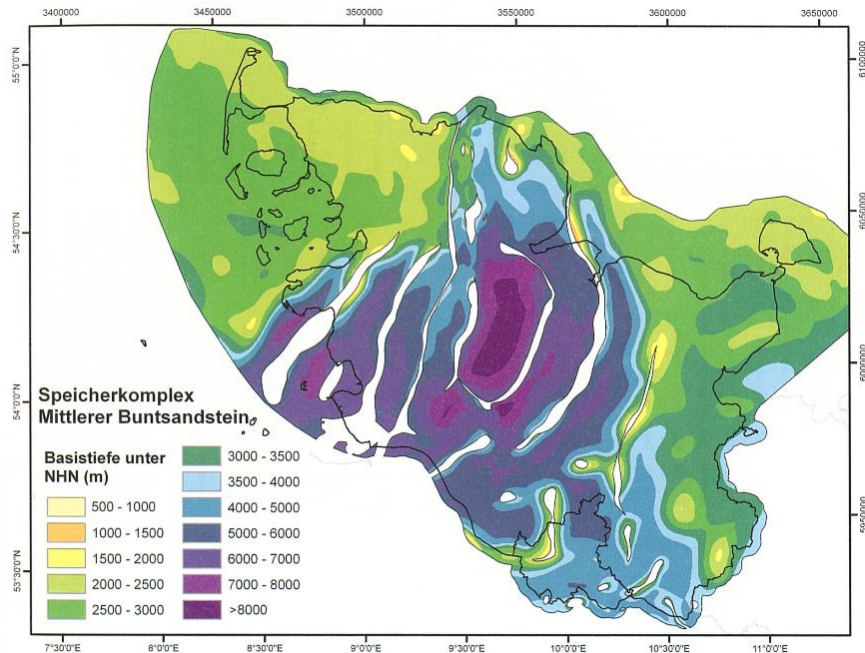 3400000
3450000
3500000
3550000
3600000
3650000
55°0'0"N
54°30'0"N
54°0'0"N
53°30'0"N
6100000
6050000
6000000
5950000
Speicherkomplex
Mittlerer Buntsandstein
Basistiefe unter
NHN (m)
500 - 1000
1000 - 1500
1500 - 2000
2000 - 2500
2500 - 3000
3000 - 3500
3500 - 4000
4000 - 5000
5000 - 6000
6000 - 7000
7000 - 8000
>8000
7°30'0"E
8°0'0"E
8°30'0"E
9°0'0"E
9°30'0"E
10°0'0"E
10°30'0"E
11°0'0"E